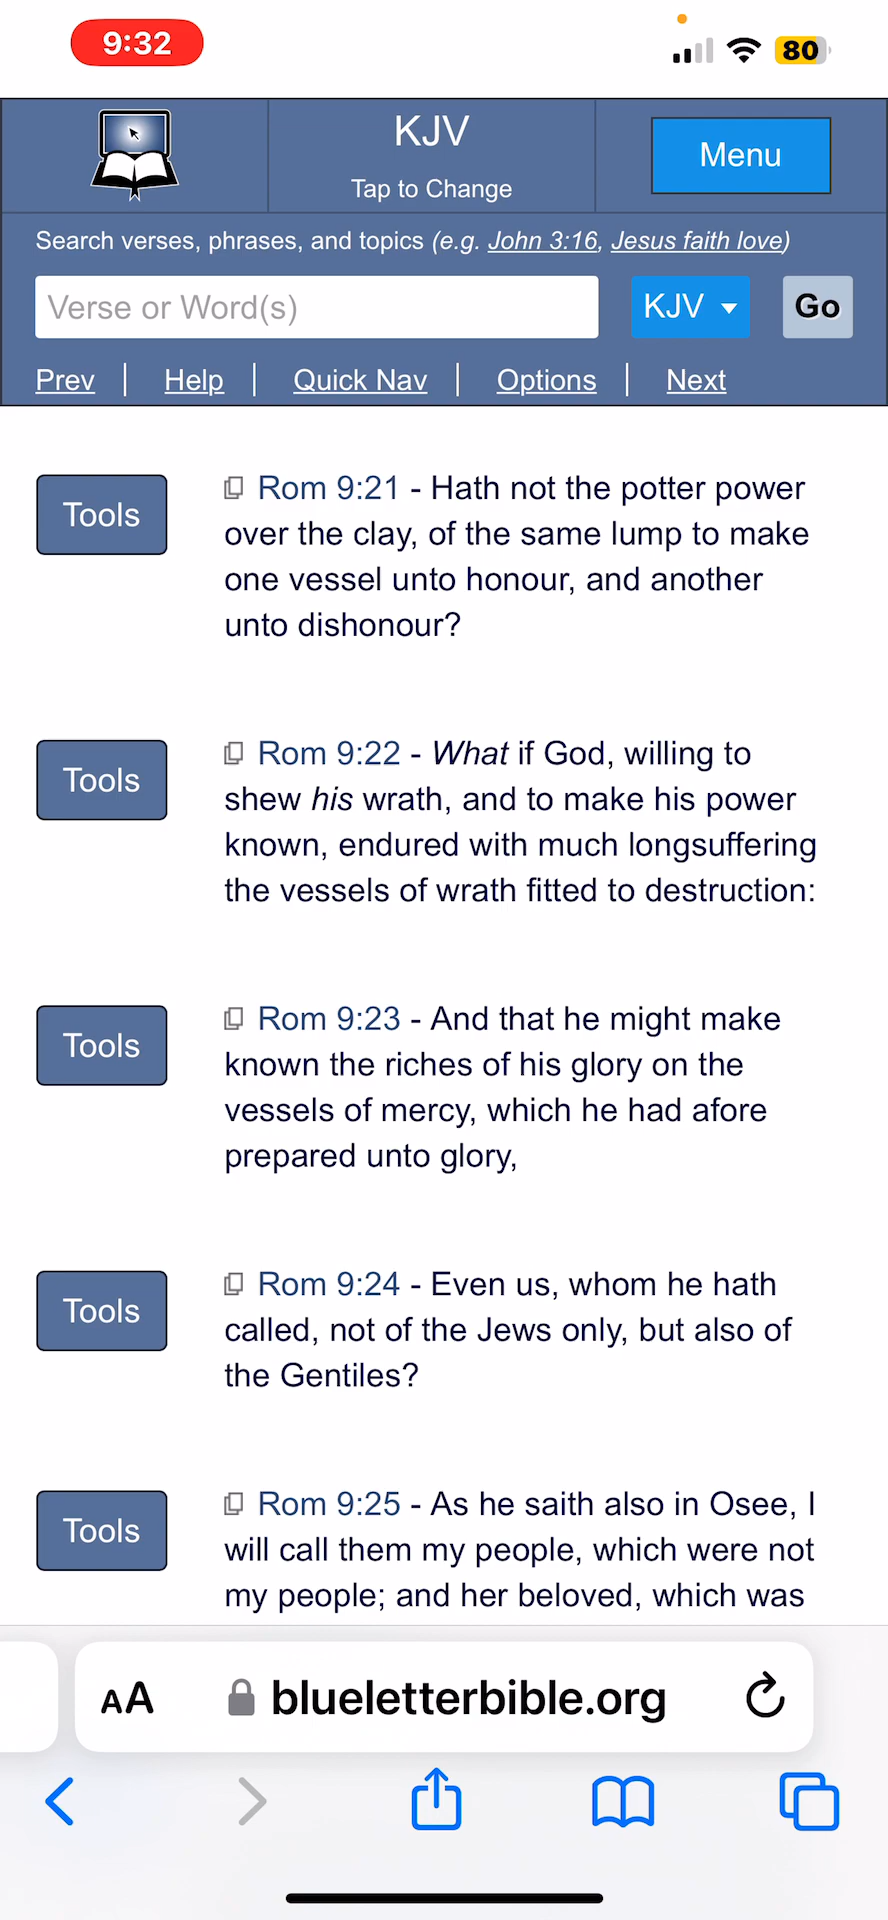 9:32
80
KJV
Tap to Change
Menu
Search verses, phrases, and topics (e.g. John 3:16, Jesus faith love)
Verse or Word(s)
KJV
Go
Prev | Help | Quick Nav | Options | Next
Tools
Rom 9:21 - Hath not the potter power
over the clay, of the same lump to make
one vessel unto honour, and another
unto dishonour?
Tools
Rom 9:22 - What if God, willing to
shew his wrath, and to make his power
known, endured with much longsuffering
the vessels of wrath fitted to destruction:
Tools
Rom 9:23 - And that he might make
known the riches of his glory on the
vessels of mercy, which he had afore
prepared unto glory,
Tools
Rom 9:24 - Even us, whom he hath
called, not of the Jews only, but also of
the Gentiles?
Tools
Rom 9:25 - As he saith also in Osee, I
will call them my people, which were not
my people; and her beloved, which was
AA blueletterbible.org